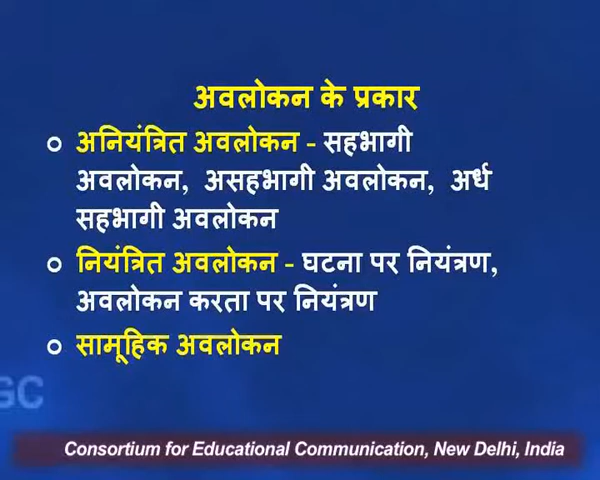 अवलोकन के प्रकार
अनियंत्रित अवलोकन - सहभागी
अवलोकन, असहभागी अवलोकन, अर्ध
सहभागी अवलोकन
नियंत्रित अवलोकन - घटना पर नियंत्रण,
अवलोकन करता पर नियंत्रण
सामूहिक अवलोकन
GC
Consortium for Educational Communication, New Delhi, India